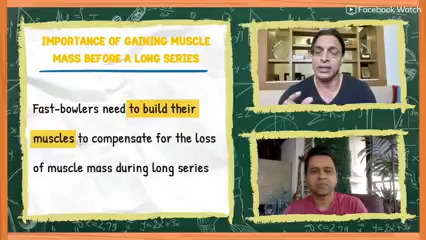 Facebook Watch
IMPORTANCE OF GAINING MUSCLE
MASS BEFORE A LONG SERIES
Fast-bowlers need to build their
muscles to compensate for the loss
of muscle mass during long series